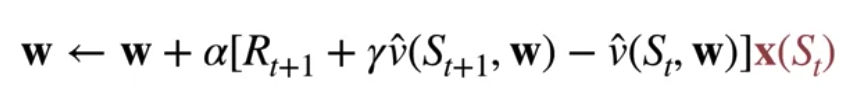 𝐰 ← 𝐰 + α[R_{t+1} + γv̂(S_{t+1}, 𝐰) − v̂(S_t, 𝐰)]𝐱(S_t)